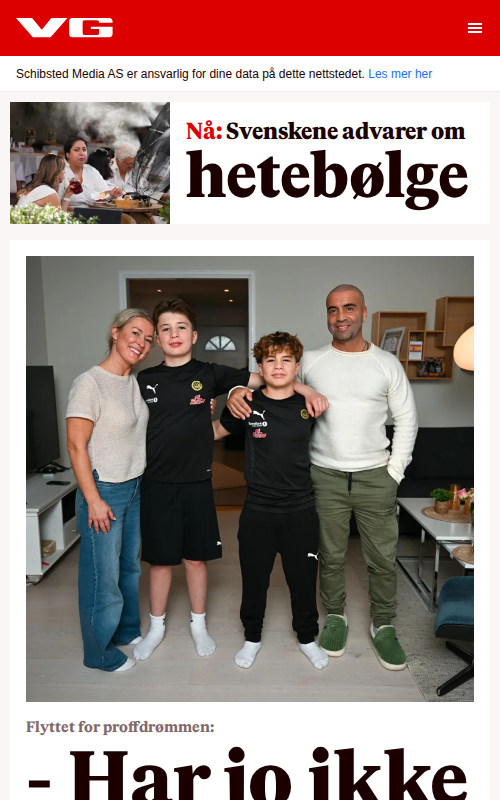 VG
Schibsted Media AS er ansvarlig for dine data på dette nettstedet. Les mer
Nå: Svenskene advarer om
hetebølge
Flyttet for proffdrømmen:
- Har jo ikke